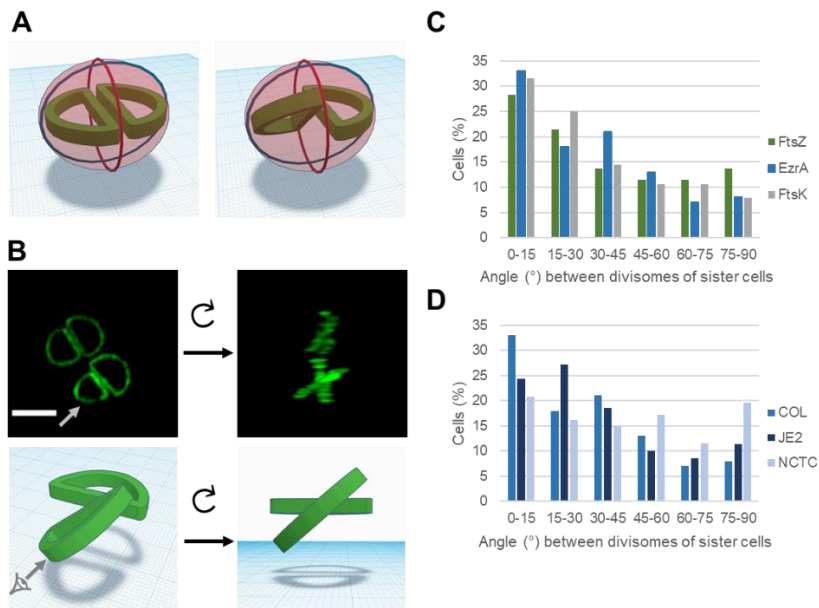 A
B
C
35
30
25
20
15
10
5
0
Cells (%)
FtsZ
EzrA
FtsK
0-15 15-30 30-45 45-60 60-75 75-90
Angle (°) between divisomes of sister cells
D
35
30
25
20
15
10
5
0
Cells (%)
COL
JE2
NCTC
0-15 15-30 30-45 45-60 60-75 75-90
Angle (°) between divisomes of sister cells